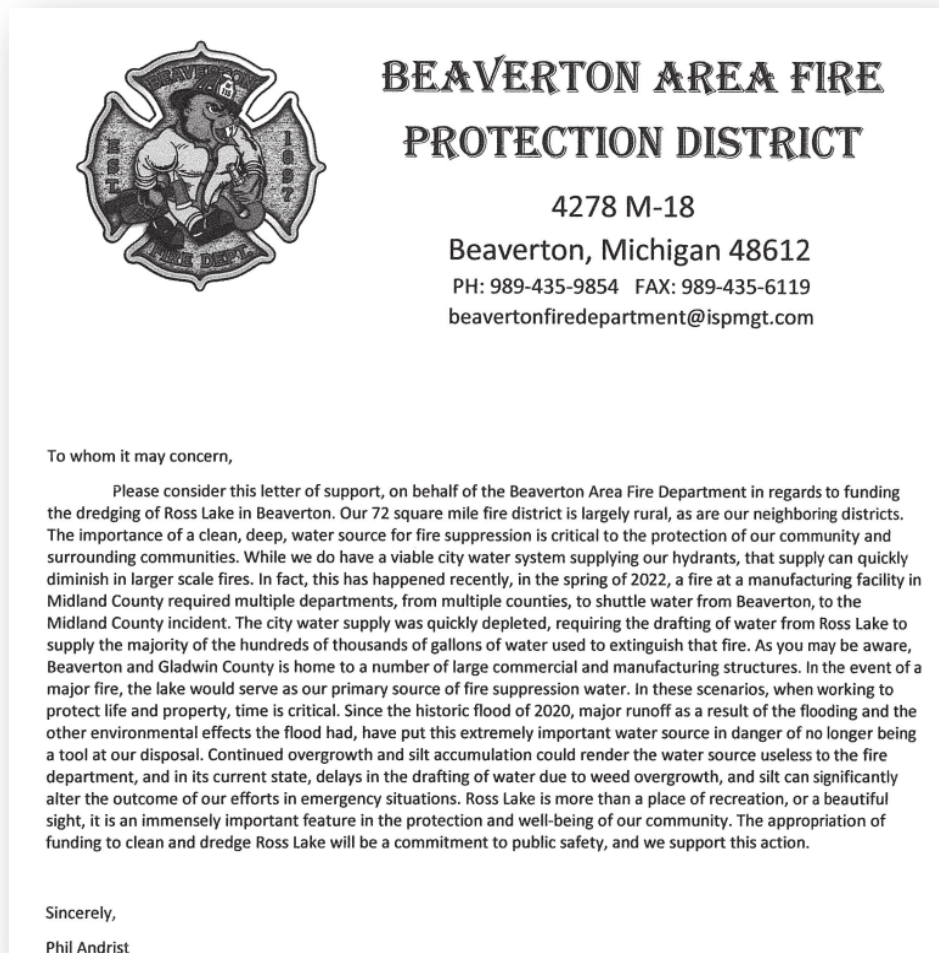 BEAVERTON
115
EST
1897
FIRE DEPT.
BEAVERTON AREA FIRE
PROTECTION DISTRICT
4278 M-18
Beaverton, Michigan 48612
PH: 989-435-9854 FAX: 989-435-6119
beavertonfiredepartment@ispmgt.com
To whom it may concern,
Please consider this letter of support, on behalf of the Beaverton Area Fire Department in regards to funding
the dredging of Ross Lake in Beaverton. Our 72 square mile fire district is largely rural, as are our neighboring districts.
The importance of a clean, deep, water source for fire suppression is critical to the protection of our community and
surrounding communities. While we do have a viable city water system supplying our hydrants, that supply can quickly
diminish in larger scale fires. In fact, this has happened recently, in the spring of 2022, a fire at a manufacturing facility in
Midland County required multiple departments, from multiple counties, to shuttle water from Beaverton, to the
Midland County incident. The city water supply was quickly depleted, requiring the drafting of water from Ross Lake to
supply the majority of the hundreds of thousands of gallons of water used to extinguish that fire. As you may be aware,
Beaverton and Gladwin County is home to a number of large commercial and manufacturing structures. In the event of a
major fire, the lake would serve as our primary source of fire suppression water. In these scenarios, when working to
protect life and property, time is critical. Since the historic flood of 2020, major runoff as a result of the flooding and the
other environmental effects the flood had, have put this extremely important water source in danger of no longer being
a tool at our disposal. Continued overgrowth and silt accumulation could render the water source useless to the fire
department, and in its current state, delays in the drafting of water due to weed overgrowth, and silt can significantly
alter the outcome of our efforts in emergency situations. Ross Lake is more than a place of recreation, or a beautiful
sight, it is an immensely important feature in the protection and well-being of our community. The appropriation of
funding to clean and dredge Ross Lake will be a commitment to public safety, and we support this action.
Sincerely,
Phil Andrist